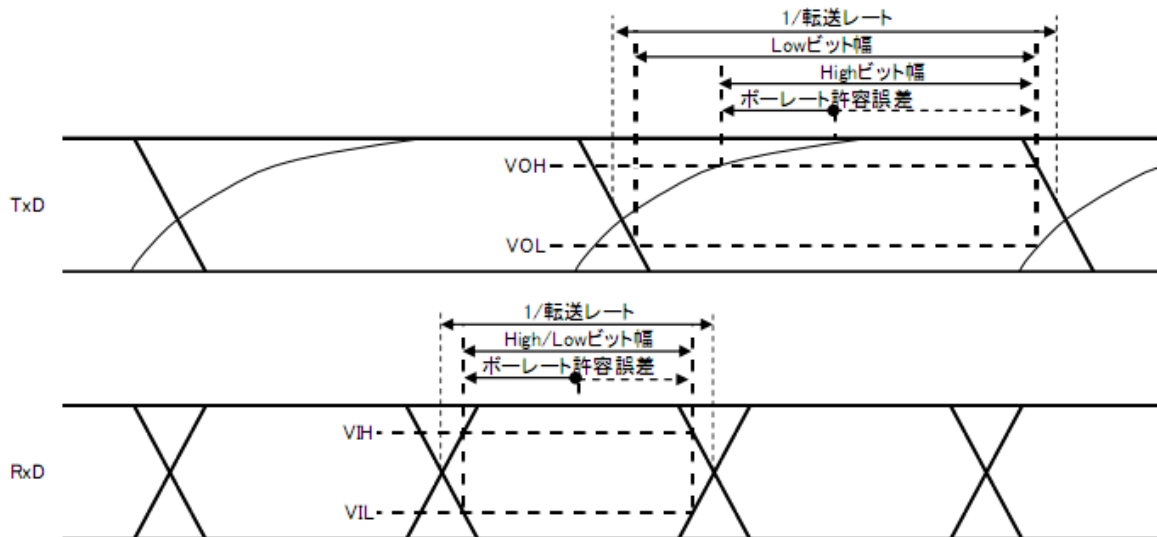 1/転送レート
Lowビット幅
Highビット幅
ボーレート許容誤差
VOH
TxD
VOL
1/転送レート
High/Lowビット幅
ボーレート許容誤差
VIH
RxD
VIL